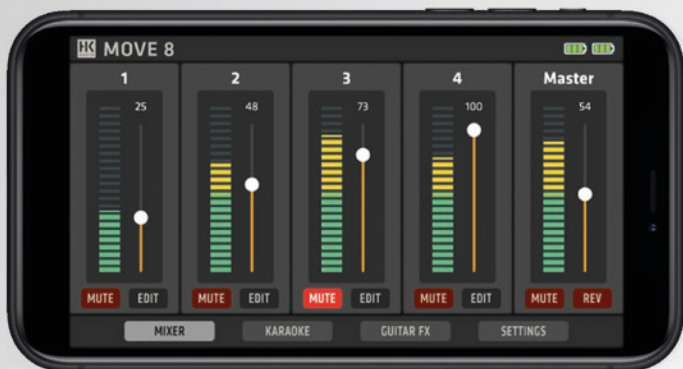 HK MOVE 8
1 2 3 4 Master
25 48 73 100 54
MUTE EDIT MUTE EDIT MUTE EDIT MUTE EDIT MUTE REV
MIXER KARAOKE GUITAR FX SETTINGS